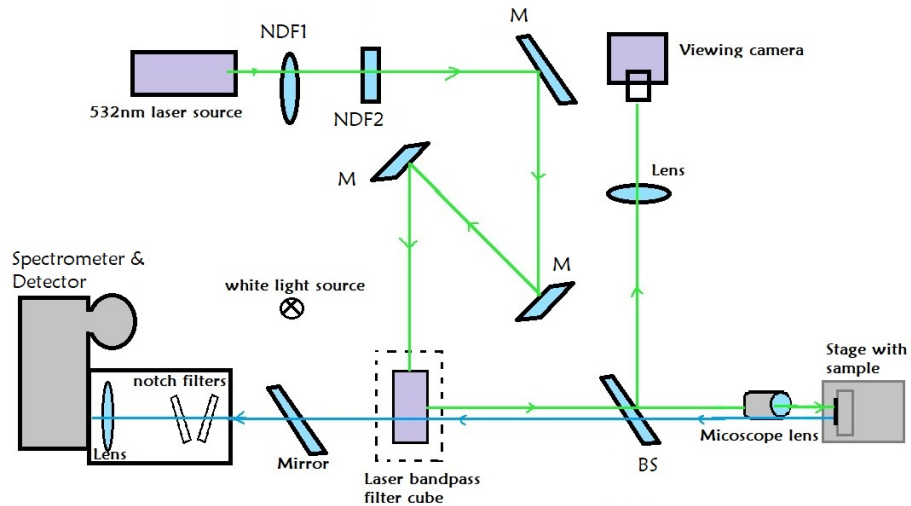 NDF1
M
Viewing camera
532nm laser source
NDF2
M
Lens
Spectrometer &
Detector
M
white light source
Stage with
sample
notch filters
Lens
Mirror
Micoscope lens
BS
Laser bandpass
filter cube